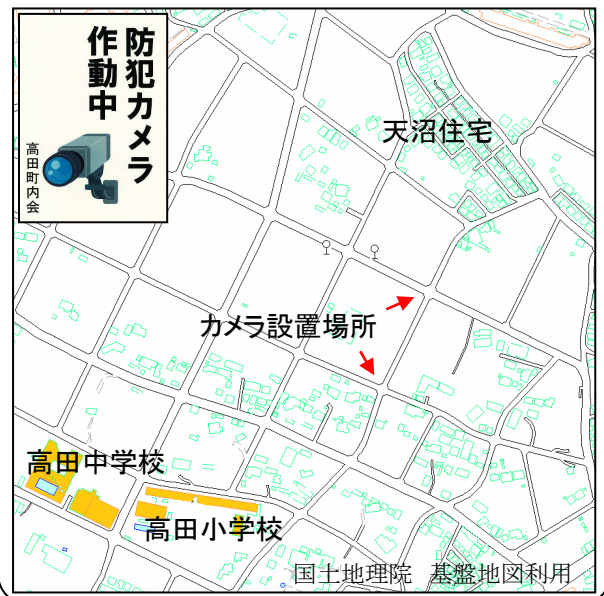 防犯カメラ
作動中
高田町内会
天沼住宅
カメラ設置場所
高田中学校
高田小学校
国土地理院 基盤地図利用